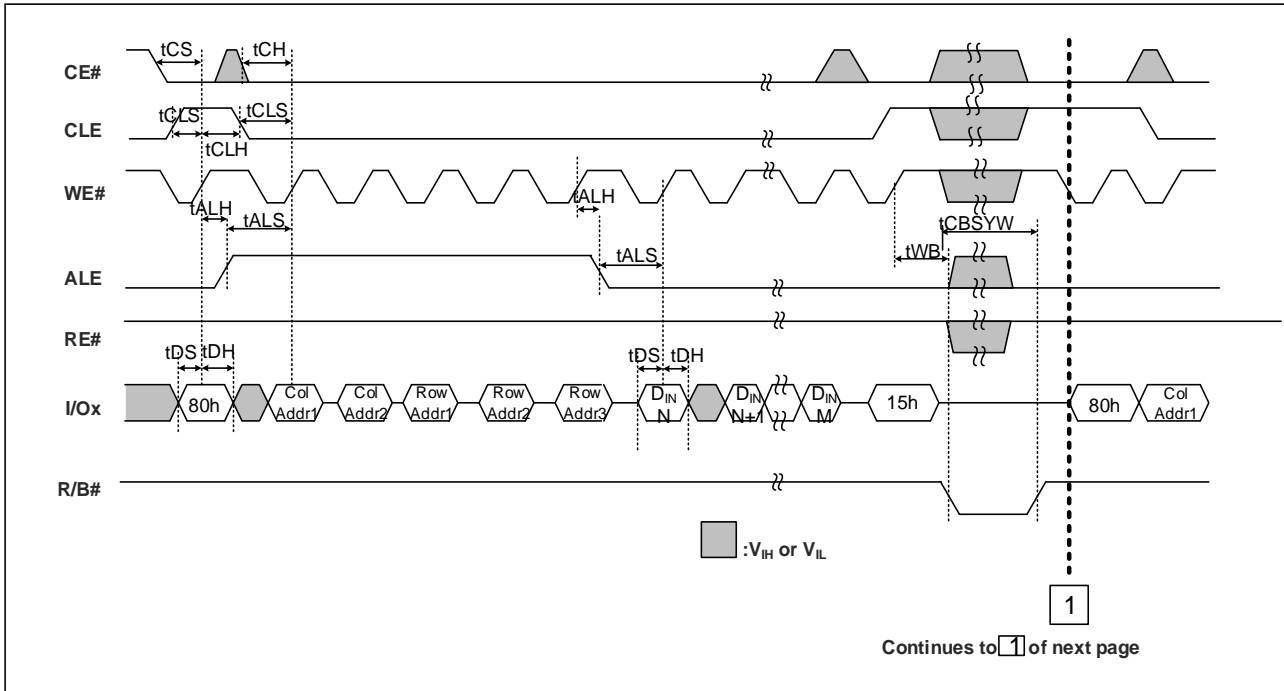 tCS
tCH
CE#
tCLS
tCLS
CLE
tCLH
WE#
tALH
tALS
tALH
tCBSYW
tWB
tALS
ALE
RE#
tDS
tDH
tDS
tDH
I/Ox
80h
Col Addr1
Col Addr2
Row Addr1
Row Addr2
Row Addr3
DIN N
DIN N+1
DIN M
15h
80h
Col Addr1
R/B#
:VIH or VIL
1
Continues to 1 of next page